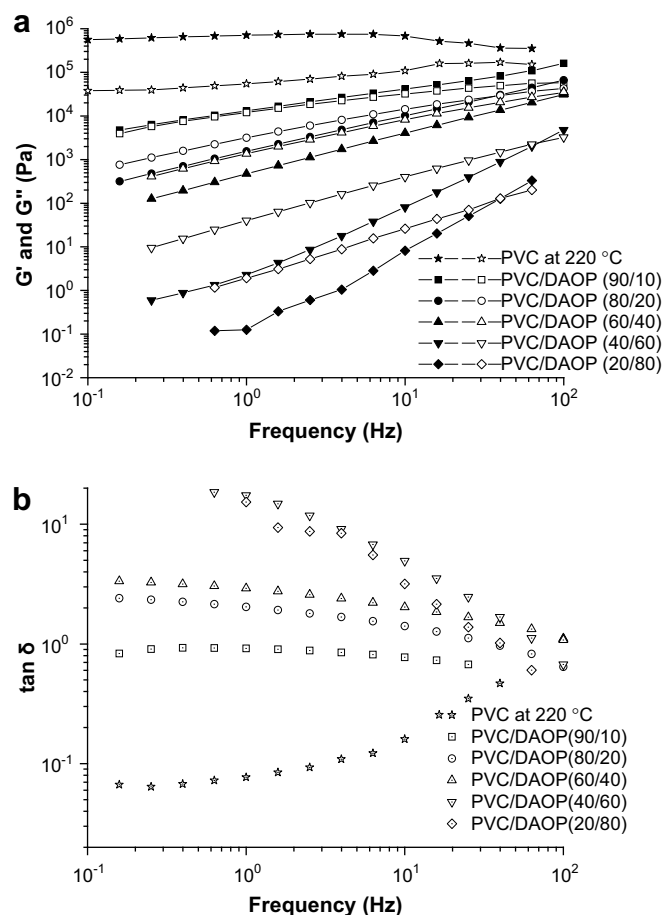 a
10^6
10^5
10^4
10^3
10^2
10^1
10^0
10^-1
10^-2
G' and G" (Pa)
PVC at 220 °C
PVC/DAOP (90/10)
PVC/DAOP (80/20)
PVC/DAOP (60/40)
PVC/DAOP (40/60)
PVC/DAOP (20/80)
10^-1
10^0
10^1
10^2
Frequency (Hz)
b
10^1
10^0
10^-1
tan δ
PVC at 220 °C
PVC/DAOP(90/10)
PVC/DAOP(80/20)
PVC/DAOP(60/40)
PVC/DAOP(40/60)
PVC/DAOP(20/80)
10^-1
10^0
10^1
10^2
Frequency (Hz)